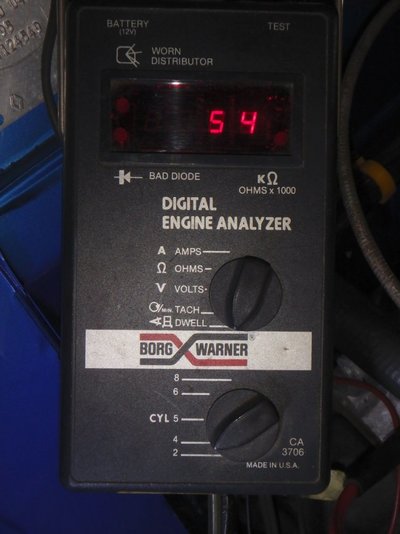 BATTERY TEST
(12V)
WORN
DISTRIBUTOR
54
BAD DIODE KΩ
OHMS x 1000
DIGITAL
ENGINE ANALYZER
A AMPS
Ω OHMS
V VOLTS
/MIN. TACH
DWELL
BORG WARNER
8
6
CYL 5
4
2
CA
3706
MADE IN U.S.A.